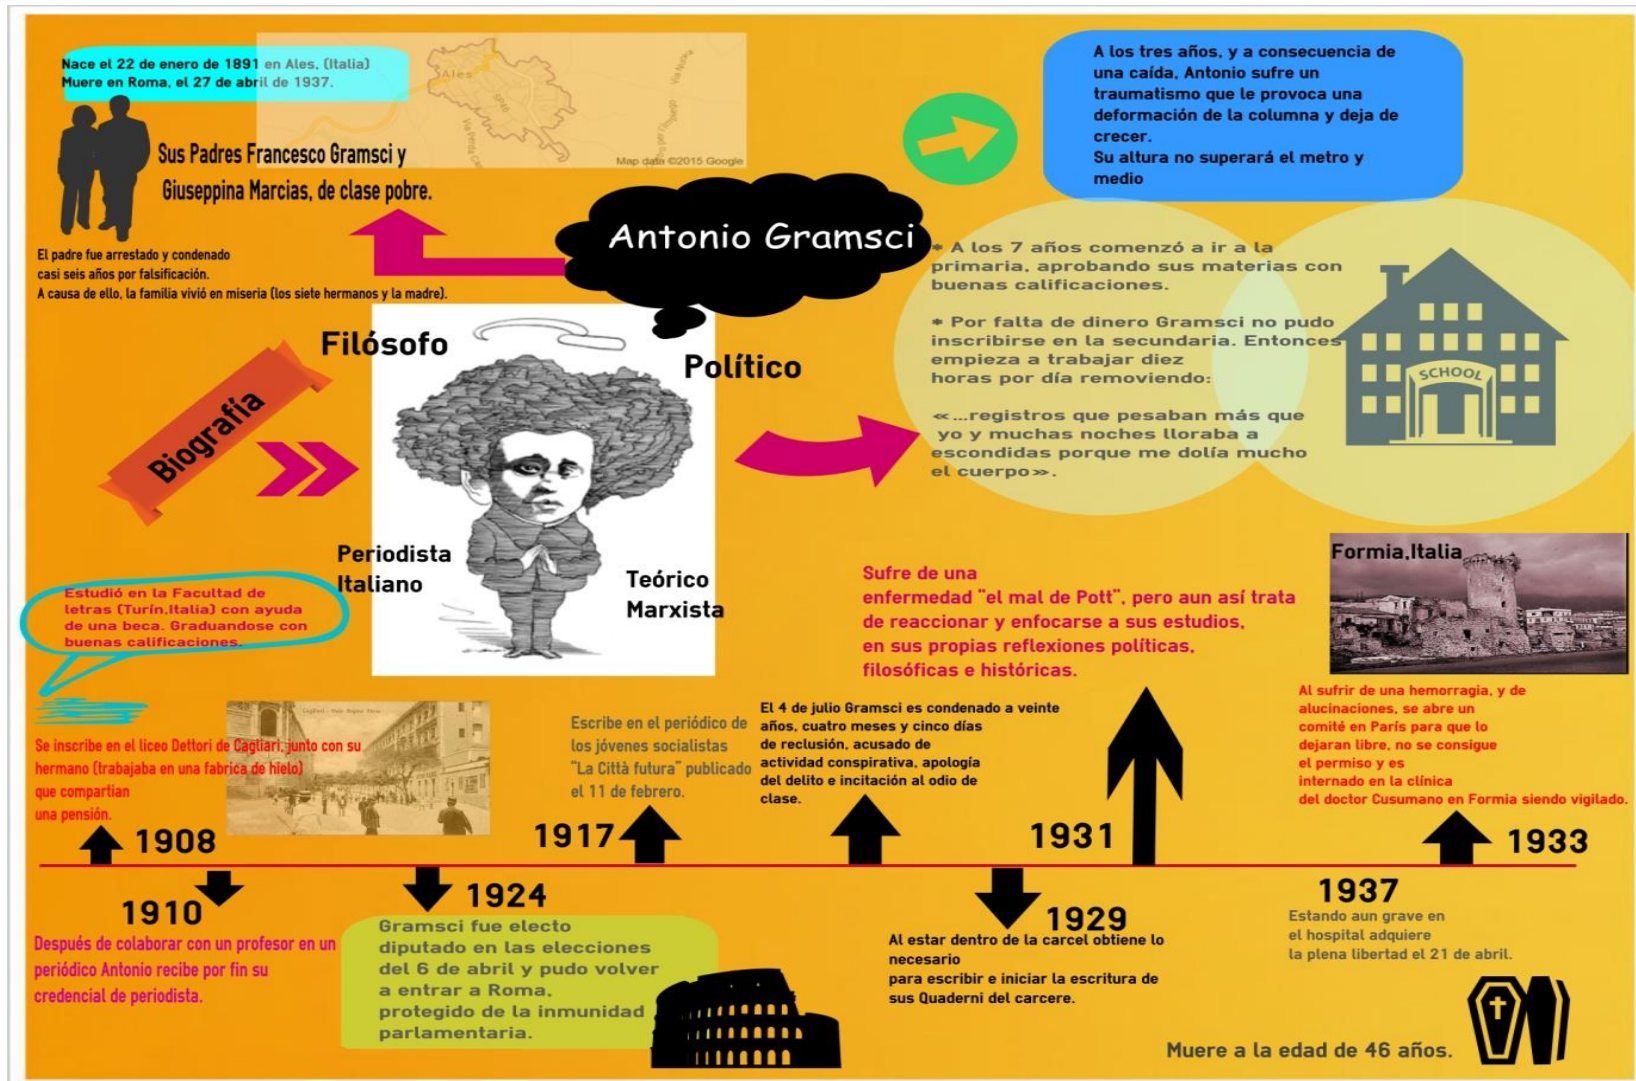 Nace el 22 de enero de 1891 en Ales, (Italia)
Muere en Roma, el 27 de abril de 1937.
Ales
SP46
Map data ©2015 Google
Sus Padres Francesco Gramsci y
Giuseppina Marcias, de clase pobre.
El padre fue arrestado y condenado
casi seis años por falsificación.
A causa de ello, la familia vivió en miseria (los siete hermanos y la madre).
A los tres años, y a consecuencia de
una caída, Antonio sufre un
traumatismo que le provoca una
deformación de la columna y deja de
crecer.
Su altura no superará el metro y
medio
Antonio Gramsci
* A los 7 años comenzó a ir a la
primaria, aprobando sus materias con
buenas calificaciones.
* Por falta de dinero Gramsci no pudo
inscribirse en la secundaria. Entonces
empieza a trabajar diez
horas por día removiendo:
«...registros que pesaban más que
yo y muchas noches lloraba a
escondidas porque me dolía mucho
el cuerpo».
SCHOOL
Biografía
Filósofo
Político
Periodista
Italiano
Teórico
Marxista
Estudió en la Facultad de
letras (Turín,Italia) con ayuda
de una beca. Graduandose con
buenas calificaciones.
Sufre de una
enfermedad "el mal de Pott", pero aun así trata
de reaccionar y enfocarse a sus estudios,
en sus propias reflexiones políticas,
filosóficas e históricas.
Formia,Italia
Se inscribe en el liceo Dettori de Cagliari, junto con su
hermano (trabajaba en una fabrica de hielo)
que compartian
una pensión.
1908
Escribe en el periódico de
los jóvenes socialistas
"La Città futura" publicado
el 11 de febrero.
1917
El 4 de julio Gramsci es condenado a veinte
años, cuatro meses y cinco días
de reclusión, acusado de
actividad conspirativa, apología
del delito e incitación al odio de
clase.
1931
Al sufrir de una hemorragia, y de
alucinaciones, se abre un
comité en París para que lo
dejaran libre, no se consigue
el permiso y es
internado en la clínica
del doctor Cusumano en Formia siendo vigilado.
1933
1910
Después de colaborar con un profesor en un
periódico Antonio recibe por fin su
credencial de periodista.
1924
Gramsci fue electo
diputado en las elecciones
del 6 de abril y pudo volver
a entrar a Roma,
protegido de la inmunidad
parlamentaria.
1929
Al estar dentro de la carcel obtiene lo
necesario
para escribir e iniciar la escritura de
sus Quaderni del carcere.
1937
Estando aun grave en
el hospital adquiere
la plena libertad el 21 de abril.
Muere a la edad de 46 años.